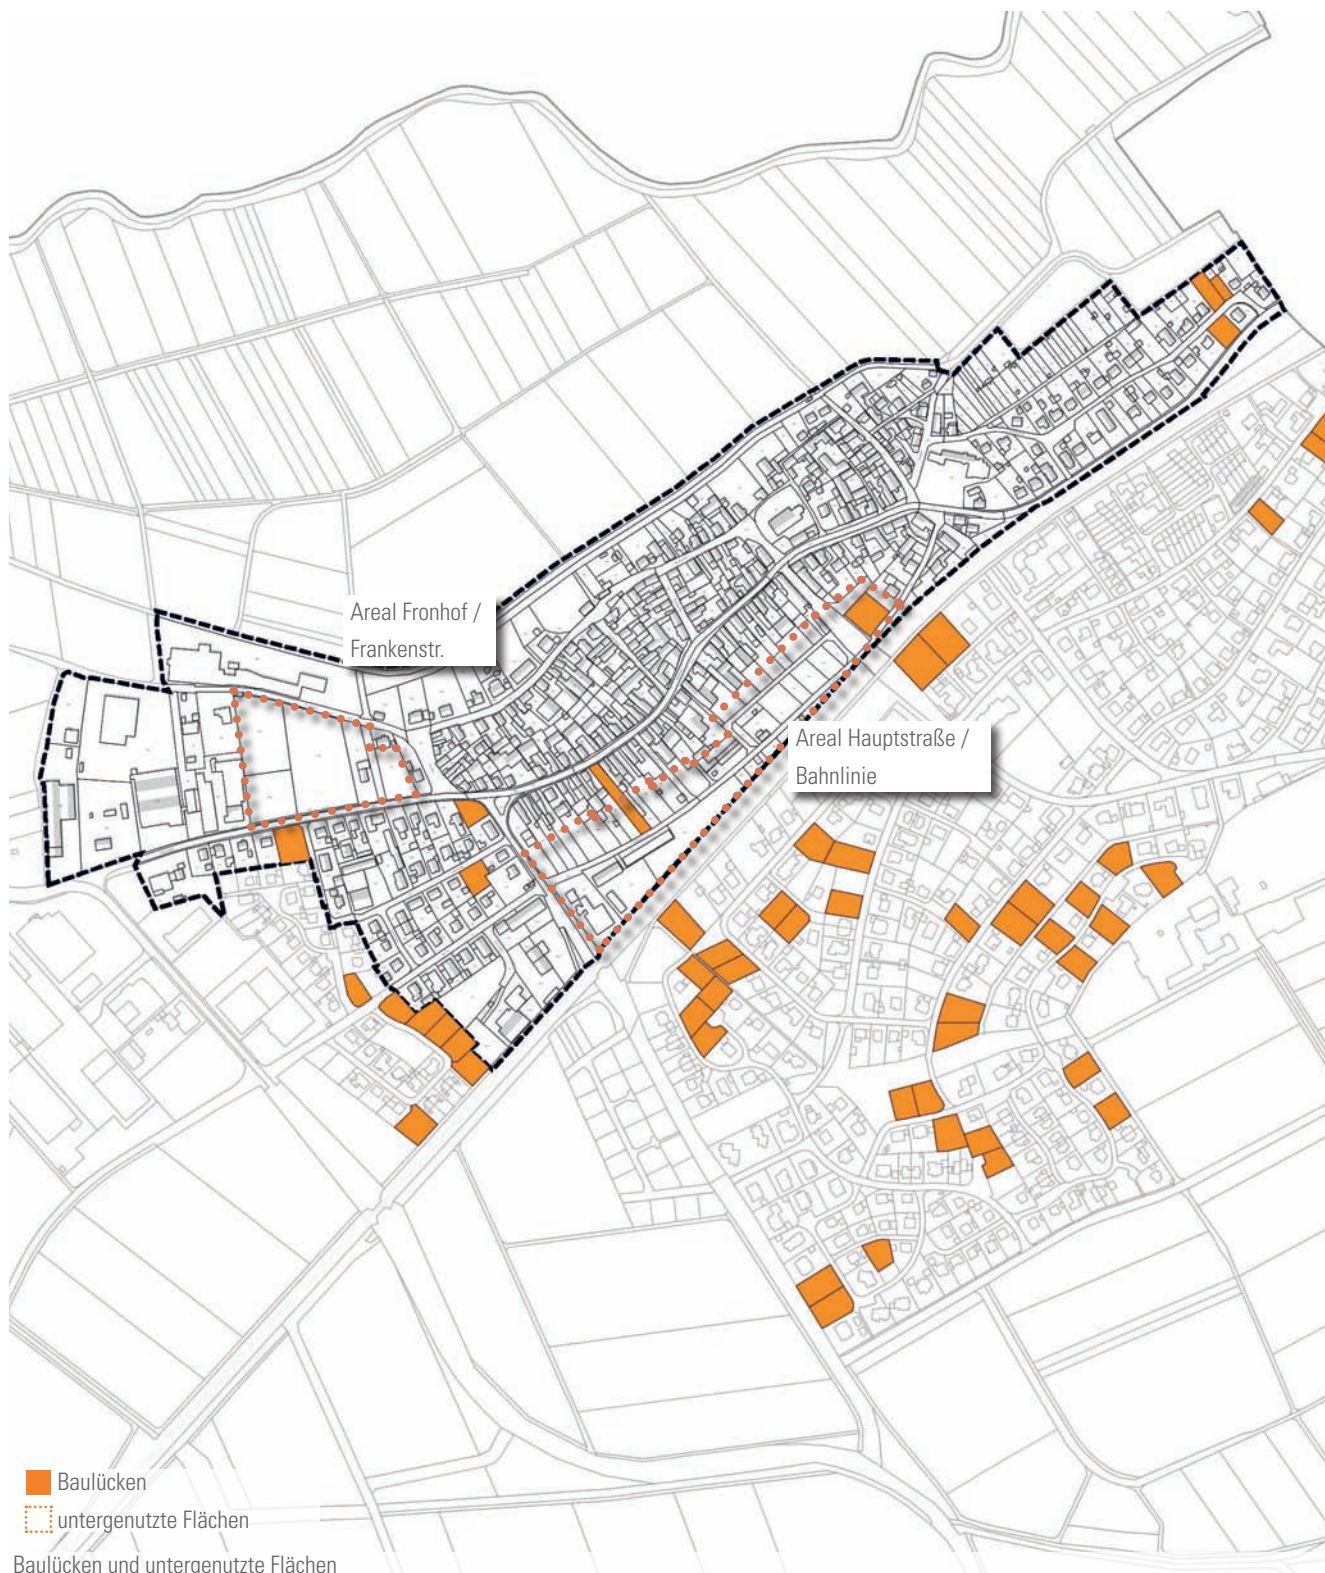 Areal Fronhof /
Frankenstr.
Areal Hauptstraße /
Bahnlinie
Baulücken
untergenutzte Flächen
Baulücken und untergenutzte Flächen